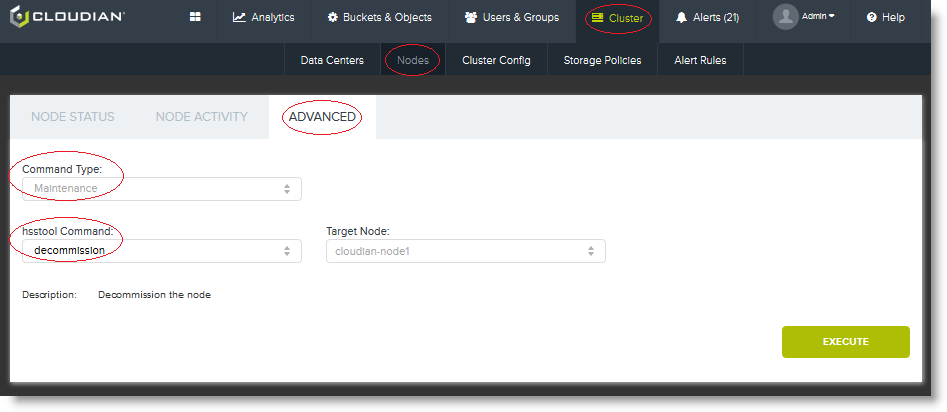 CLOUDIAN Analytics Buckets & Objects Users & Groups Cluster Alerts (21) Admin Help
Data Centers Nodes Cluster Config Storage Policies Alert Rules
NODE STATUS NODE ACTIVITY ADVANCED
Command Type:
Maintenance
hsstool Command: Target Node:
decommission cloudian-node1
Description: Decommission the node
EXECUTE